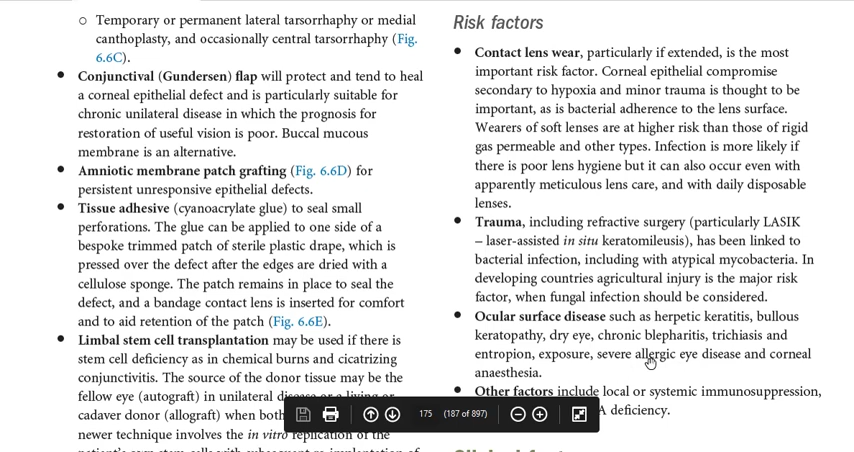 ○ Temporary or permanent lateral tarsorrhaphy or medial
canthoplasty, and occasionally central tarsorrhaphy (Fig.
6.6C).
● Conjunctival (Gundersen) flap will protect and tend to heal
a corneal epithelial defect and is particularly suitable for
chronic unilateral disease in which the prognosis for
restoration of useful vision is poor. Buccal mucous
membrane is an alternative.
● Amniotic membrane patch grafting (Fig. 6.6D) for
persistent unresponsive epithelial defects.
● Tissue adhesive (cyanoacrylate glue) to seal small
perforations. The glue can be applied to one side of a
bespoke trimmed patch of sterile plastic drape, which is
pressed over the defect after the edges are dried with a
cellulose sponge. The patch remains in place to seal the
defect, and a bandage contact lens is inserted for comfort
and to aid retention of the patch (Fig. 6.6E).
● Limbal stem cell transplantation may be used if there is
stem cell deficiency as in chemical burns and cicatrizing
conjunctivitis. The source of the donor tissue may be the
fellow eye (autograft) in unilateral disease or a living or
cadaver donor (allograft) when both
newer technique involves the in vitro replication of the
Risk factors
● Contact lens wear, particularly if extended, is the most
important risk factor. Corneal epithelial compromise
secondary to hypoxia and minor trauma is thought to be
important, as is bacterial adherence to the lens surface.
Wearers of soft lenses are at higher risk than those of rigid
gas permeable and other types. Infection is more likely if
there is poor lens hygiene but it can also occur even with
apparently meticulous lens care, and with daily disposable
lenses.
● Trauma, including refractive surgery (particularly LASIK
– laser-assisted in situ keratomileusis), has been linked to
bacterial infection, including with atypical mycobacteria. In
developing countries agricultural injury is the major risk
factor, when fungal infection should be considered.
● Ocular surface disease such as herpetic keratitis, bullous
keratopathy, dry eye, chronic blepharitis, trichiasis and
entropion, exposure, severe allergic eye disease and corneal
anaesthesia.
● Other factors include local or systemic immunosuppression,
A deficiency.
175 (187 of 897)